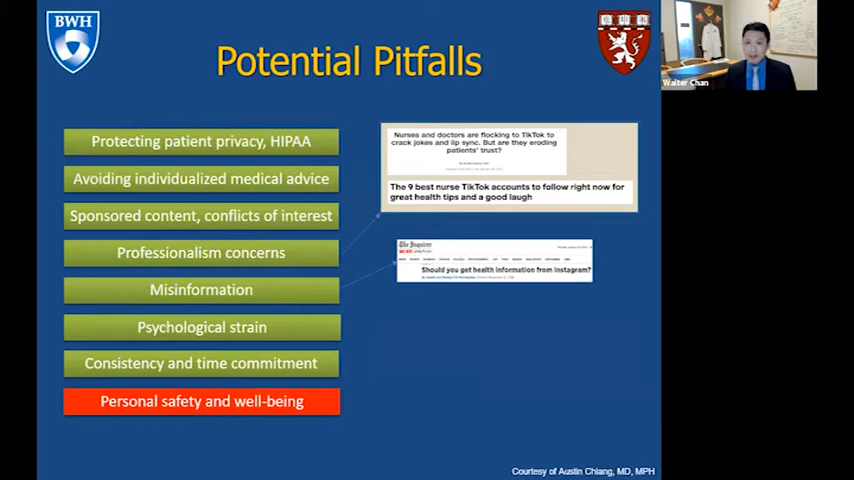 BWH
Potential Pitfalls
Walter Chan
Protecting patient privacy, HIPAA
Avoiding individualized medical advice
Sponsored content, conflicts of interest
Professionalism concerns
Misinformation
Psychological strain
Consistency and time commitment
Personal safety and well-being
Nurses and doctors are flocking to TikTok to
crack jokes and lip sync. But are they eroding
patients' trust?
The 9 best nurse TikTok accounts to follow right now for
great health tips and a good laugh
The Inquirer
Should you get health information from Instagram?
Courtesy of Austin Chiang, MD, MPH